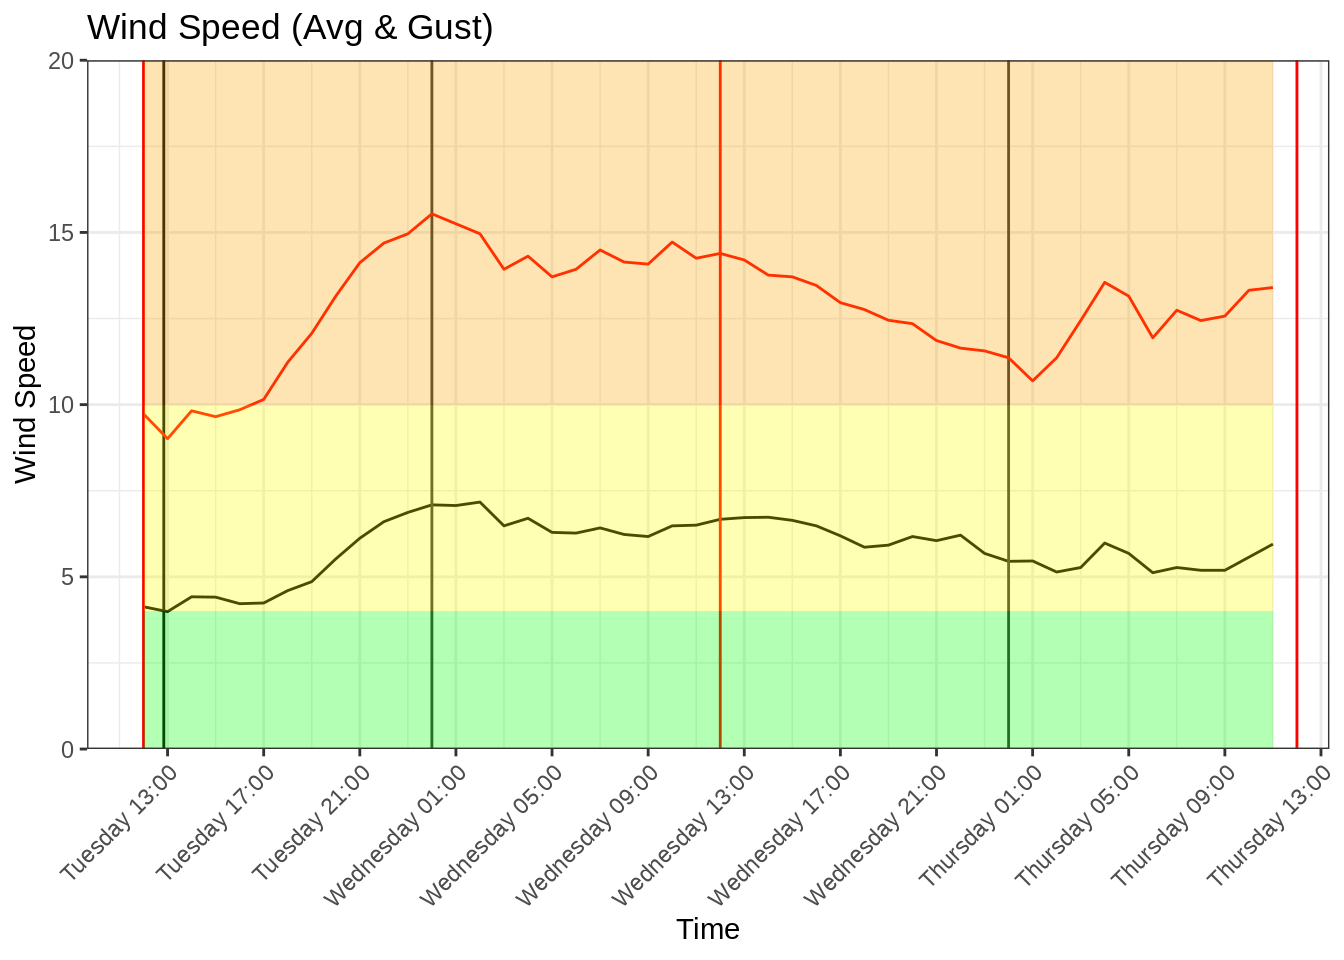 Wind Speed (Avg & Gust)
20
15
10
5
0
Wind Speed
Tuesday 13:00
Tuesday 17:00
Tuesday 21:00
Wednesday 01:00
Wednesday 05:00
Wednesday 09:00
Wednesday 13:00
Wednesday 17:00
Wednesday 21:00
Thursday 01:00
Thursday 05:00
Thursday 09:00
Thursday 13:00
Time